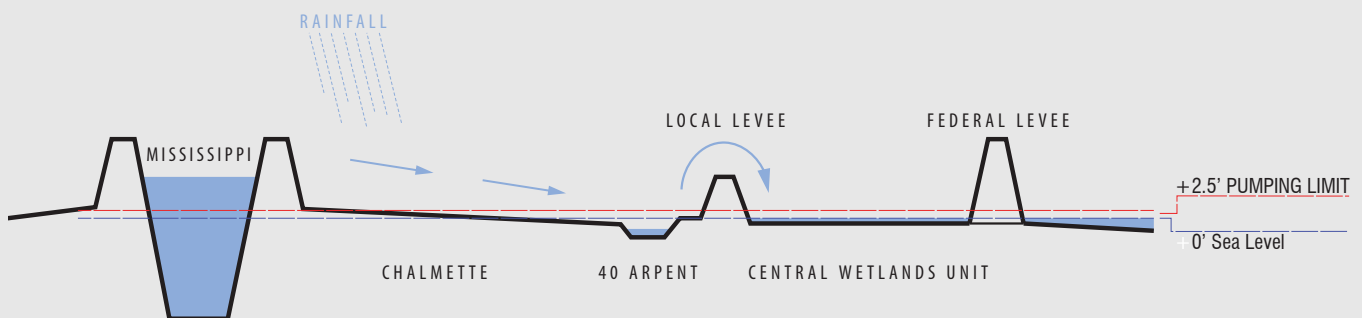 RAINFALL
LOCAL LEVEE
FEDERAL LEVEE
MISSISSIPPI
+2.5' PUMPING LIMIT
+0' Sea Level
CHALMETTE
40 ARPENT
CENTRAL WETLANDS UNIT